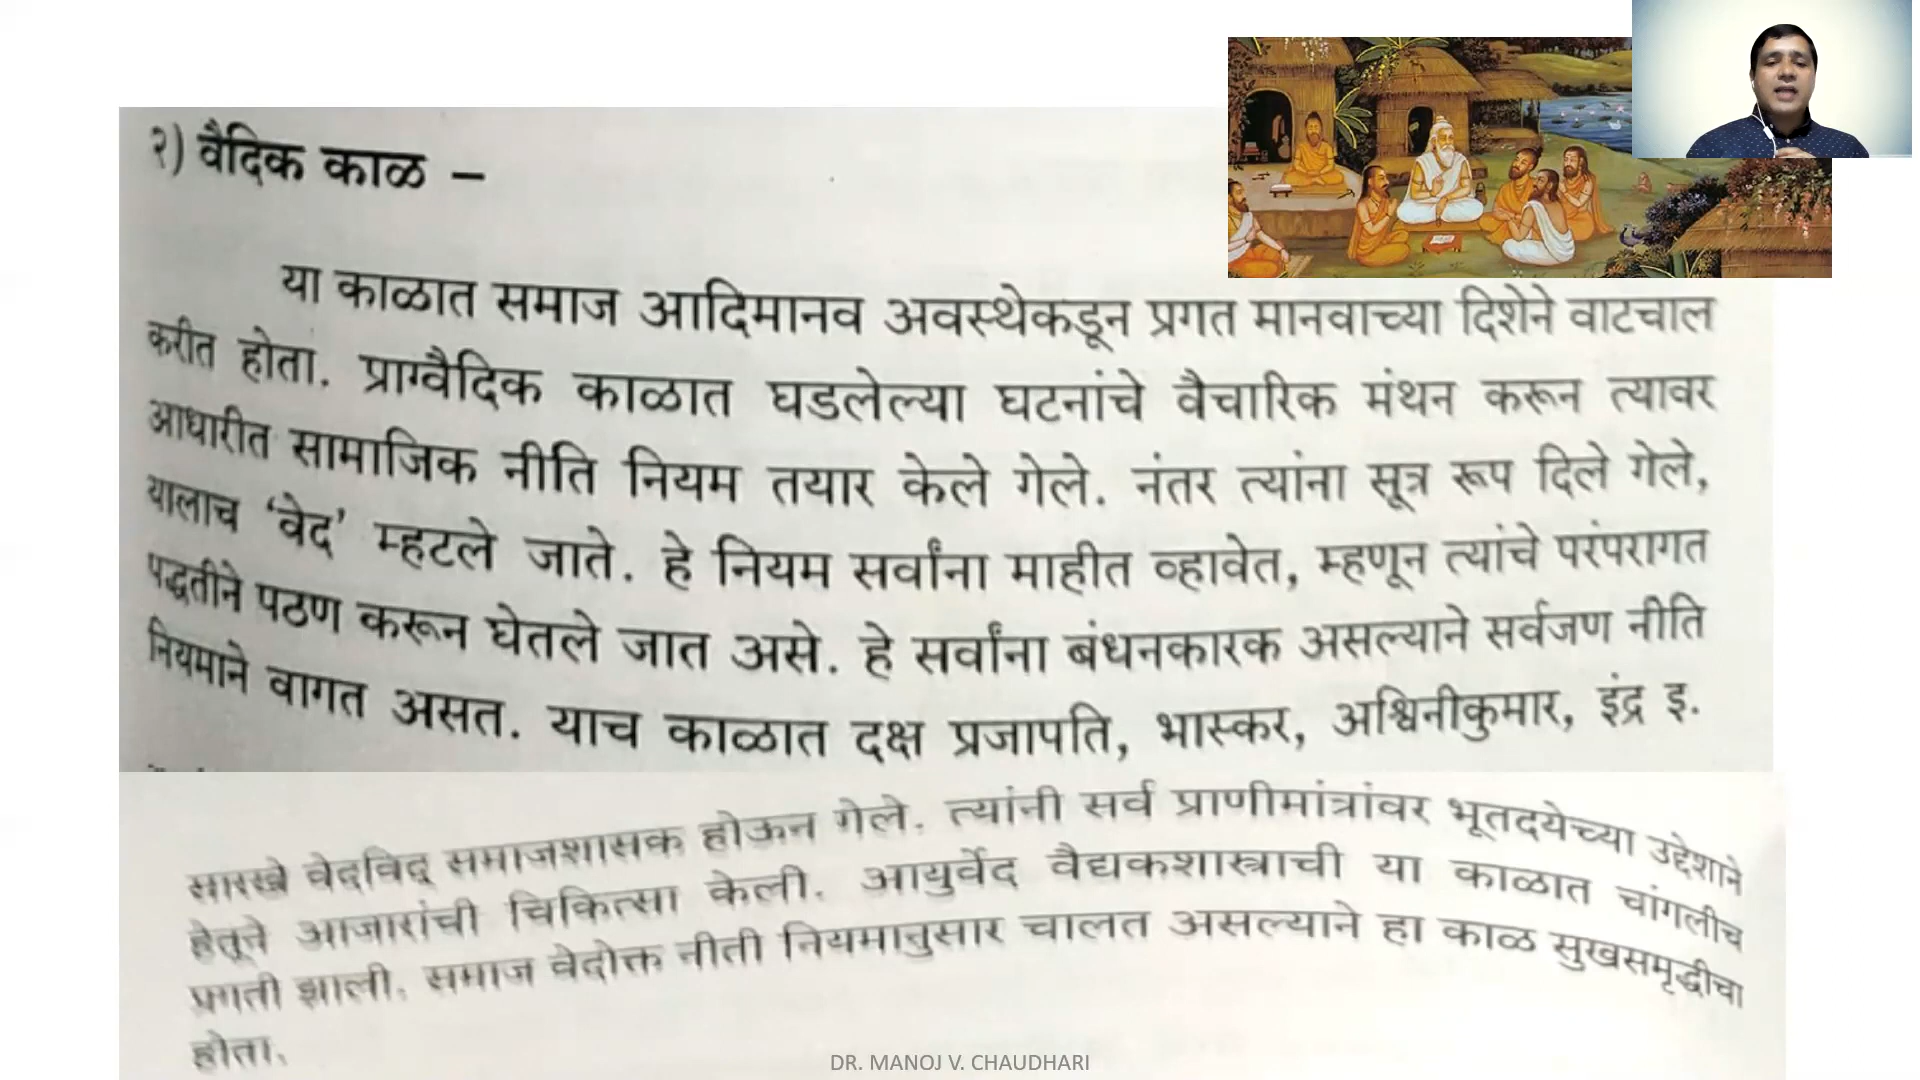 २) वैदिक काळ –
या काळात समाज आदिमानव अवस्थेकडून प्रगत मानवाच्या दिशेने वाटचाल
करीत होता. प्राग्वैदिक काळात घडलेल्या घटनांचे वैचारिक मंथन करून त्यावर
आधारीत सामाजिक नीति नियम तयार केले गेले. नंतर त्यांना सूत्र रूप दिले गेले,
यालाच ‘वेद’ म्हटले जाते. हे नियम सर्वांना माहीत व्हावेत, म्हणून त्यांचे परंपरागत
पद्धतीने पठण करून घेतले जात असे. हे सर्वांना बंधनकारक असल्याने सर्वजण नीति
नियमाने वागत असत. याच काळात दक्ष प्रजापति, भास्कर, अश्विनीकुमार, इंद्र इ.
सारखे वेदविद् समाजशासक होऊन गेले. त्यांनी सर्व प्राणीमांत्रांवर भूतदयेच्या उद्देशाने
हेतूने आजारांची चिकित्सा केली. आयुर्वेद वैद्यकशास्त्राची या काळात चांगलीच
प्रगती झाली. समाज वेदोक्त नीती नियमानुसार चालत असल्याने हा काळ सुखसमृद्धीचा
होता.
DR. MANOJ V. CHAUDHARI